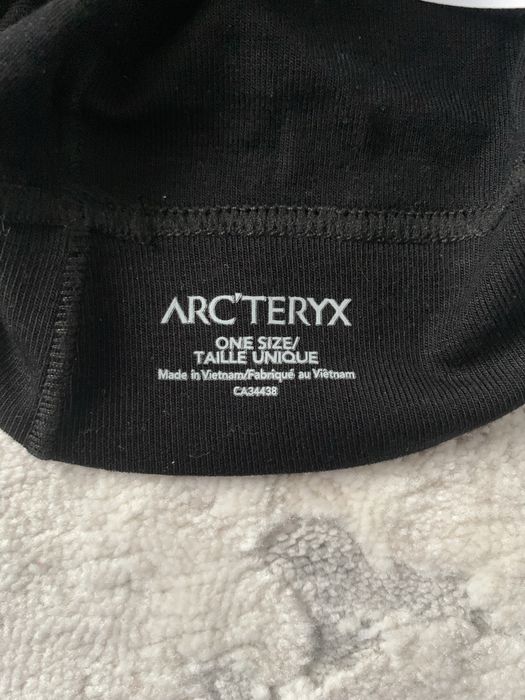 ARC'TERYX
ONE SIZE/
TAILLE UNIQUE
Made in Vietnam/Fabriqué au Viêtnam
CA34438